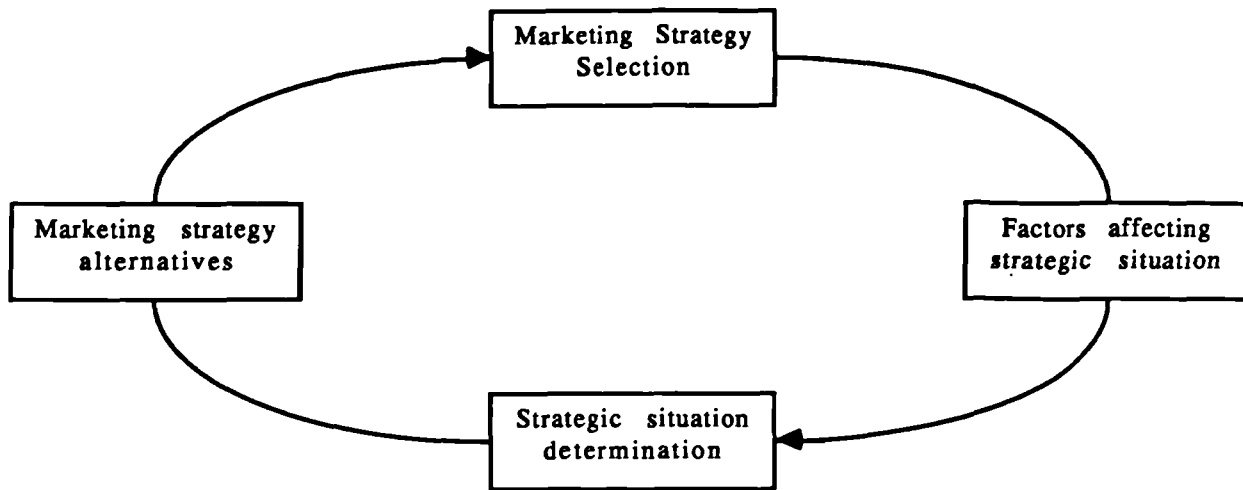 Marketing Strategy
Selection
Marketing strategy
alternatives
Factors affecting
strategic situation
Strategic situation
determination